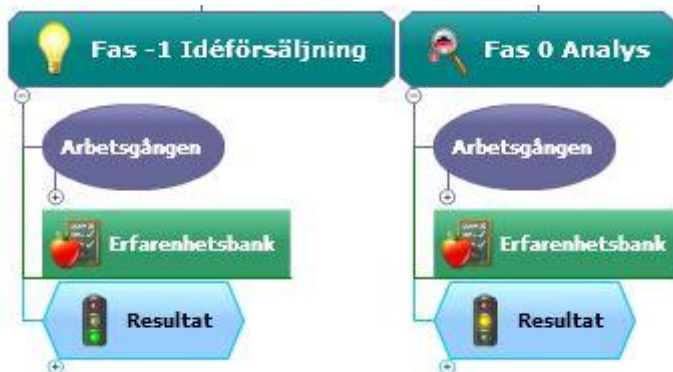 Fas -1 Idéförsäljning
Arbetsgången
Erfarenhetsbank
Resultat
Fas 0 Analys
Arbetsgången
Erfarenhetsbank
Resultat